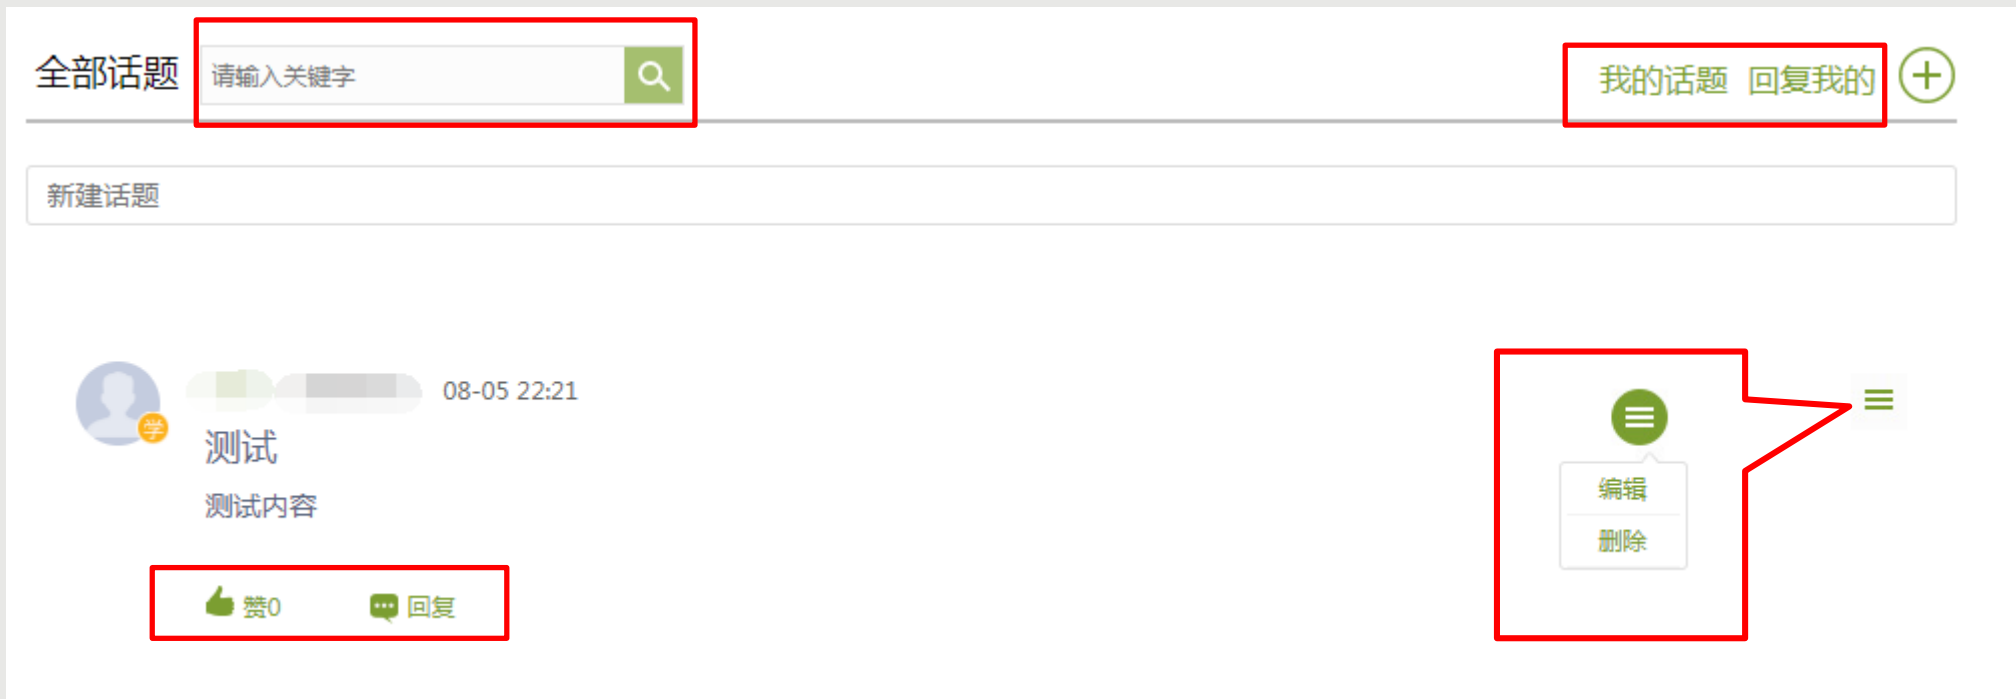 全部话题 请输入关键字 我的话题 回复我的
新建话题
08-05 22:21
学
测试
测试内容
编辑
删除
赞0 回复